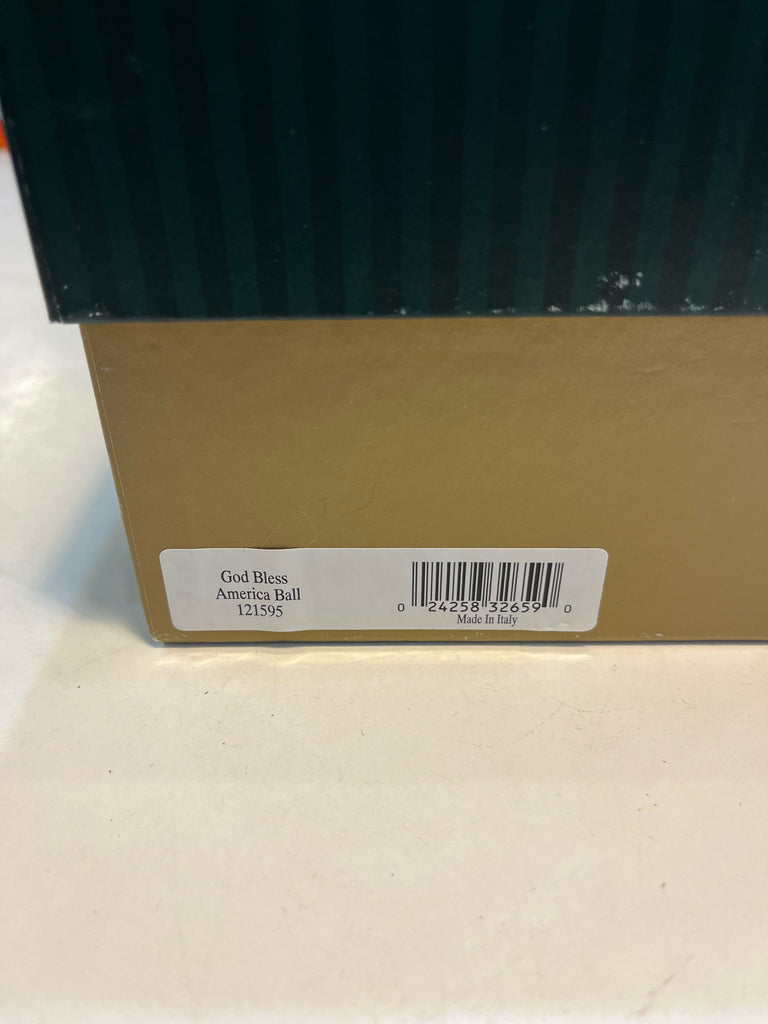 God Bless
America Ball
121595
0 24258 32659 0
Made In Italy